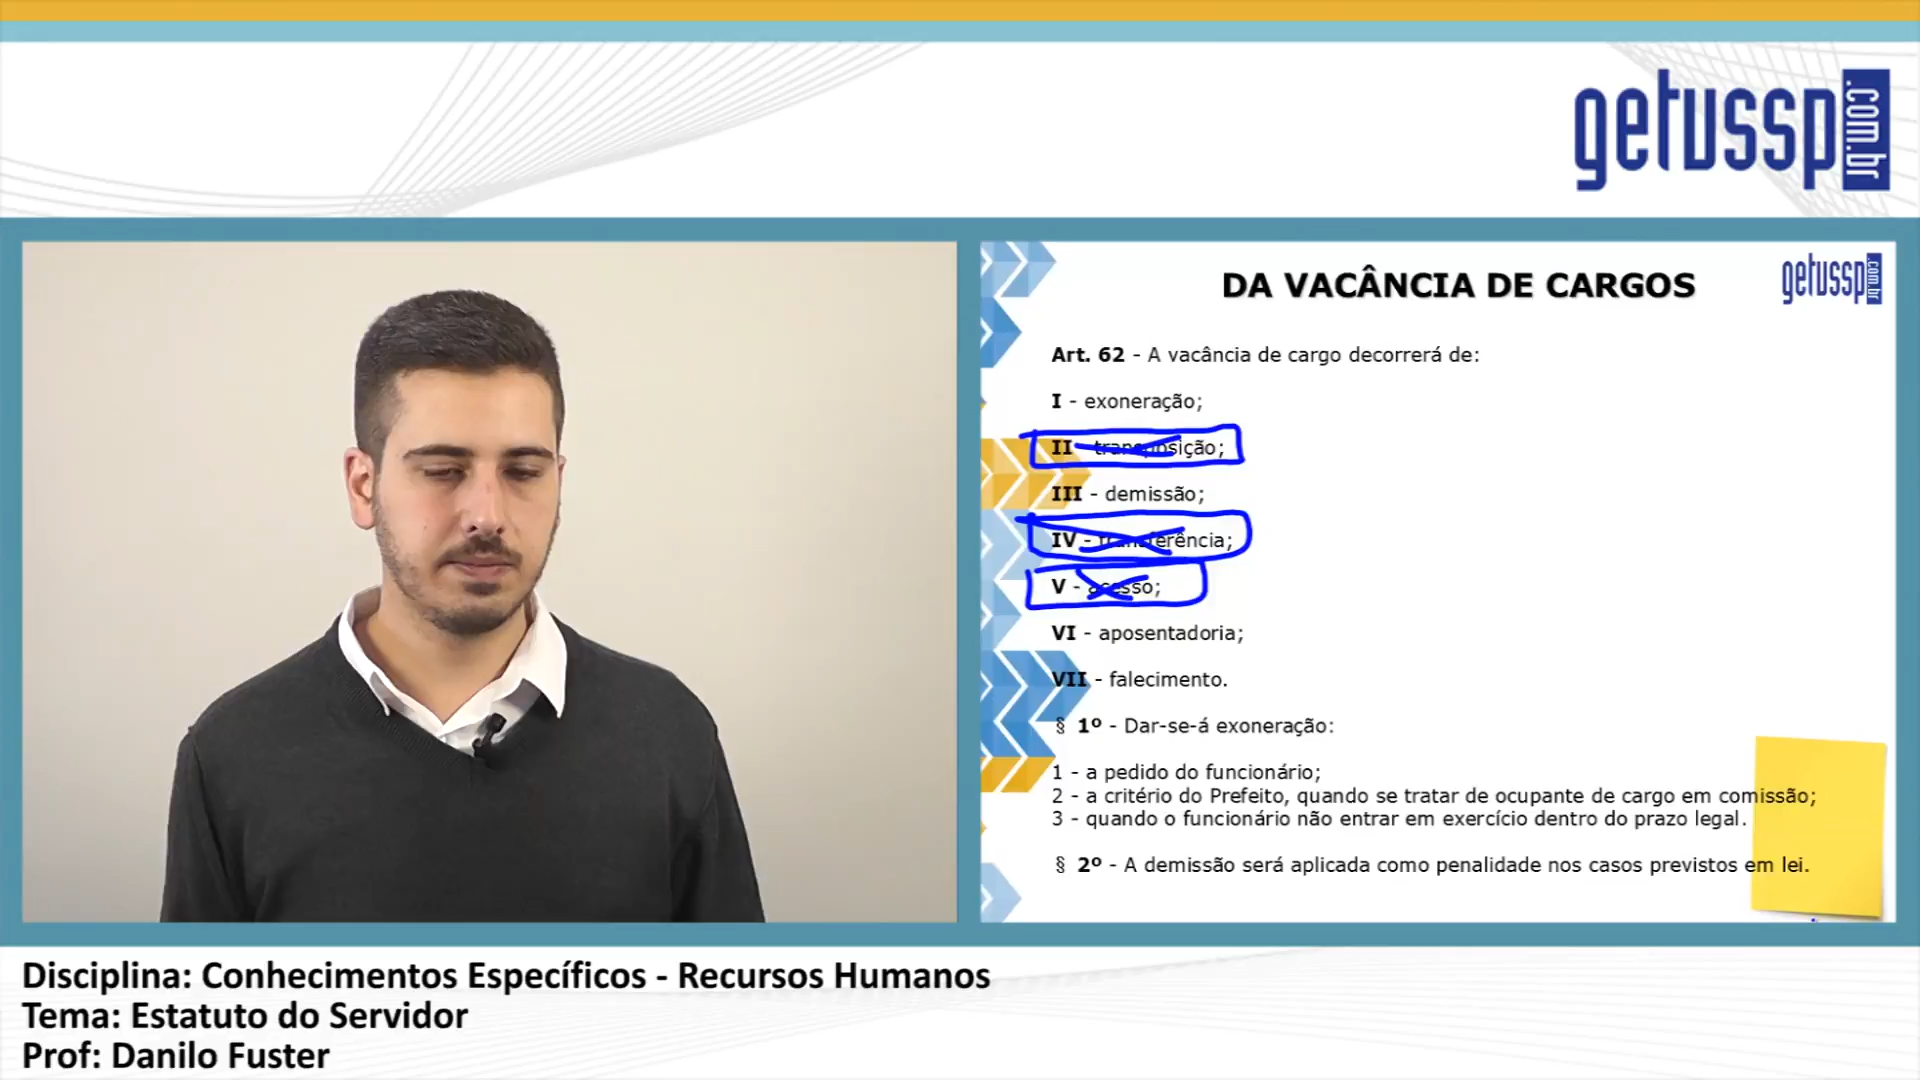 getussp.com.br
DA VACÂNCIA DE CARGOS
getussp.com.br
Art. 62 - A vacância de cargo decorrerá de:
I - exoneração;
II - transposição;
III - demissão;
IV - transferência;
V - acesso;
VI - aposentadoria;
VII - falecimento.
§ 1º - Dar-se-á exoneração:
1 - a pedido do funcionário;
2 - a critério do Prefeito, quando se tratar de ocupante de cargo em comissão;
3 - quando o funcionário não entrar em exercício dentro do prazo legal.
§ 2º - A demissão será aplicada como penalidade nos casos previstos em lei.
Disciplina: Conhecimentos Específicos - Recursos Humanos
Tema: Estatuto do Servidor
Prof: Danilo Fuster